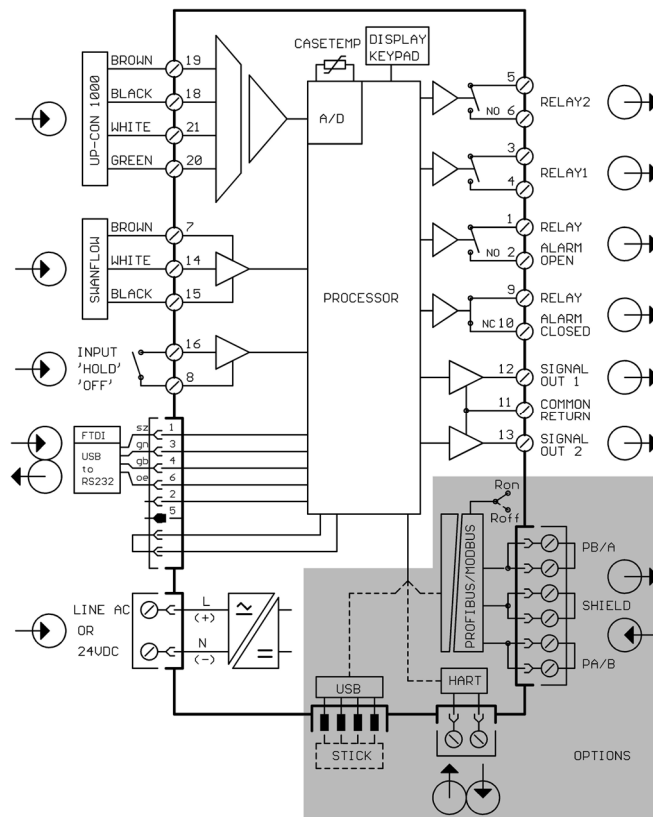 CASETEMP
DISPLAY
KEYPAD
A/D
PROCESSOR
UP-CON 1000
BROWN 19
BLACK 18
WHITE 21
GREEN 20
SWANFLOW
BROWN 7
WHITE 14
BLACK 15
INPUT
'HOLD'
'OFF'
16
8
FTDI
USB
to
RS232
sz 1
gn 3
gb 4
oe 6
2
5
LINE AC
OR
24VDC
L
(+)
N
(-)
5
NO 6
RELAY2
3
4
RELAY1
1
NO 2
RELAY
ALARM
OPEN
9
NC 10
RELAY
ALARM
CLOSED
12
SIGNAL
OUT 1
11
COMMON
RETURN
13
SIGNAL
OUT 2
Ron
Roff
PROFIBUS/MODBUS
PB/A
SHIELD
PA/B
USB
STICK
HART
OPTIONS